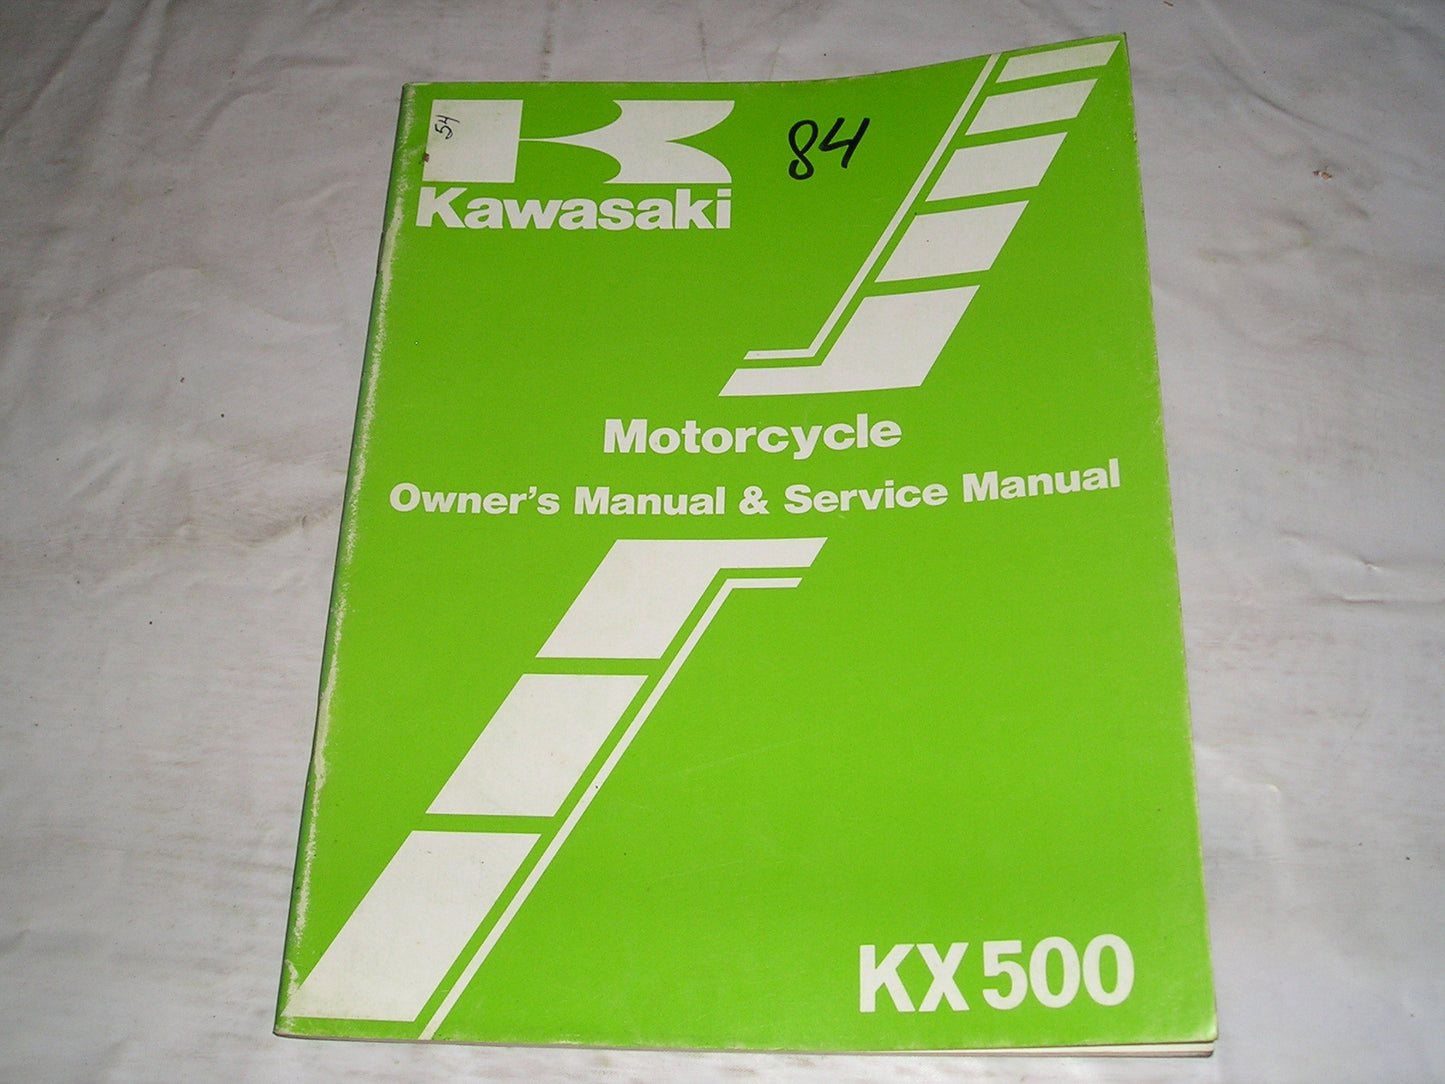 54
84
Kawasaki
Motorcycle
Owner's Manual & Service Manual
KX500